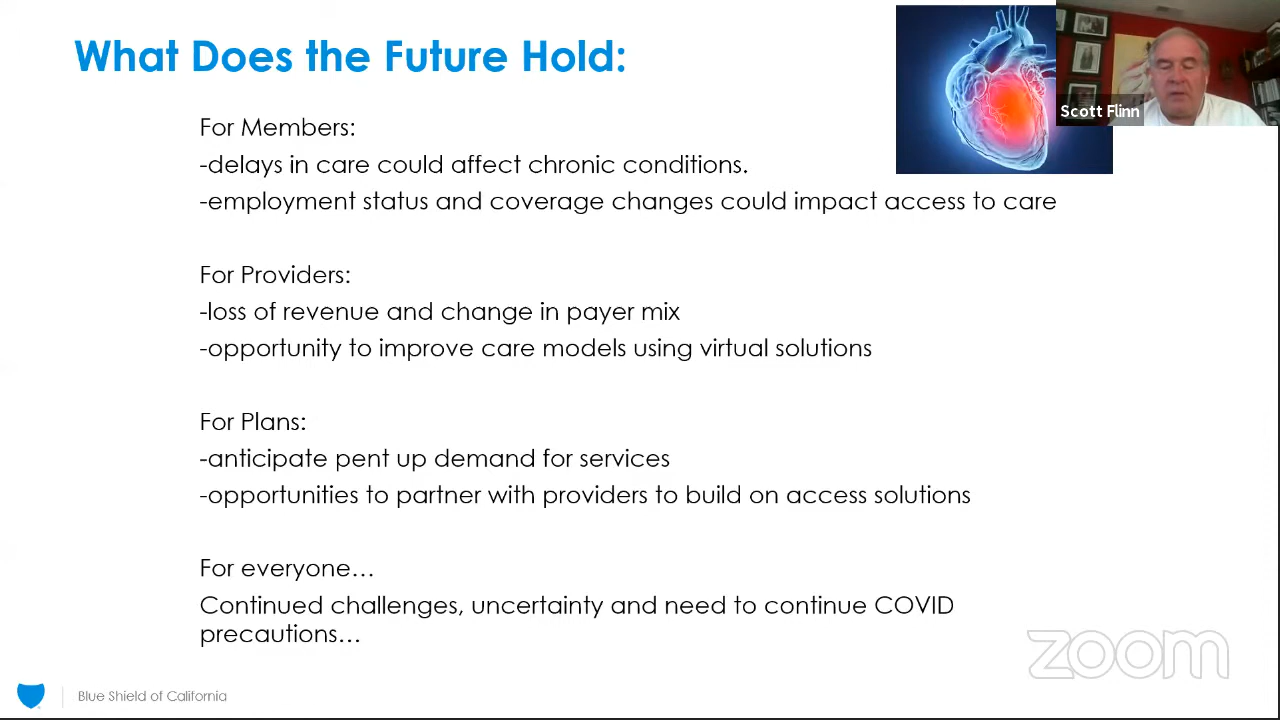 What Does the Future Hold:
Scott Flinn
For Members:
-delays in care could affect chronic conditions.
-employment status and coverage changes could impact access to care
For Providers:
-loss of revenue and change in payer mix
-opportunity to improve care models using virtual solutions
For Plans:
-anticipate pent up demand for services
-opportunities to partner with providers to build on access solutions
For everyone…
Continued challenges, uncertainty and need to continue COVID
precautions…
zoom
Blue Shield of California